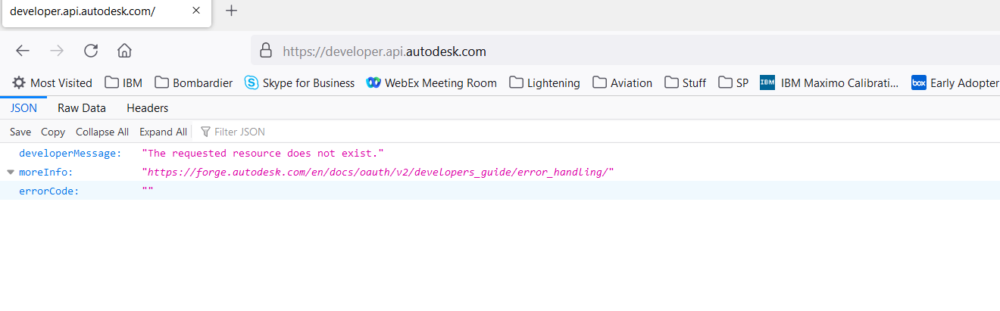 developer.api.autodesk.com/
https://developer.api.autodesk.com
Most Visited IBM Bombardier Skype for Business WebEx Meeting Room Lightening Aviation Stuff SP IBM IBM Maximo Calibrati... box Early Adopter
JSON Raw Data Headers
Save Copy Collapse All Expand All Filter JSON
developerMessage: "The requested resource does not exist."
moreInfo: "https://forge.autodesk.com/en/docs/oauth/v2/developers_guide/error_handling/"
errorCode: ""